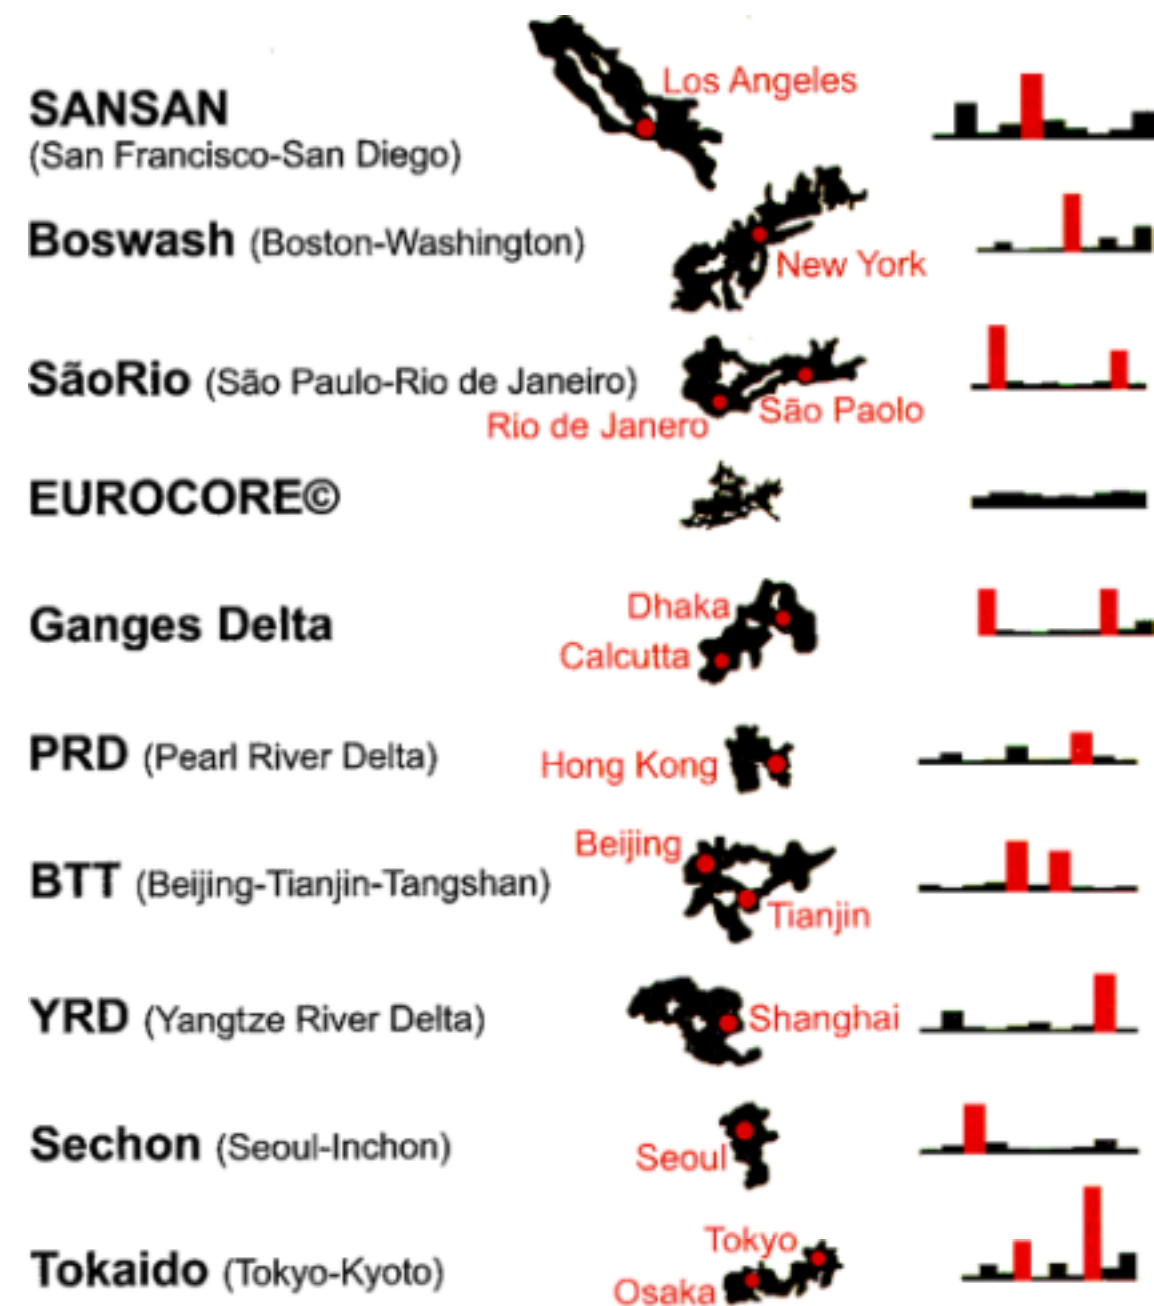 Los Angeles
SANSAN
(San Francisco-San Diego)
Boswash (Boston-Washington)
New York
SãoRio (São Paulo-Rio de Janeiro)
São Paolo
Rio de Janero
EUROCORE©
Dhaka
Ganges Delta
Calcutta
PRD (Pearl River Delta)
Hong Kong
Beijing
BTT (Beijing-Tianjin-Tangshan)
Tianjin
YRD (Yangtze River Delta)
Shanghai
Sechon (Seoul-Inchon)
Seoul
Tokyo
Tokaido (Tokyo-Kyoto)
Osaka